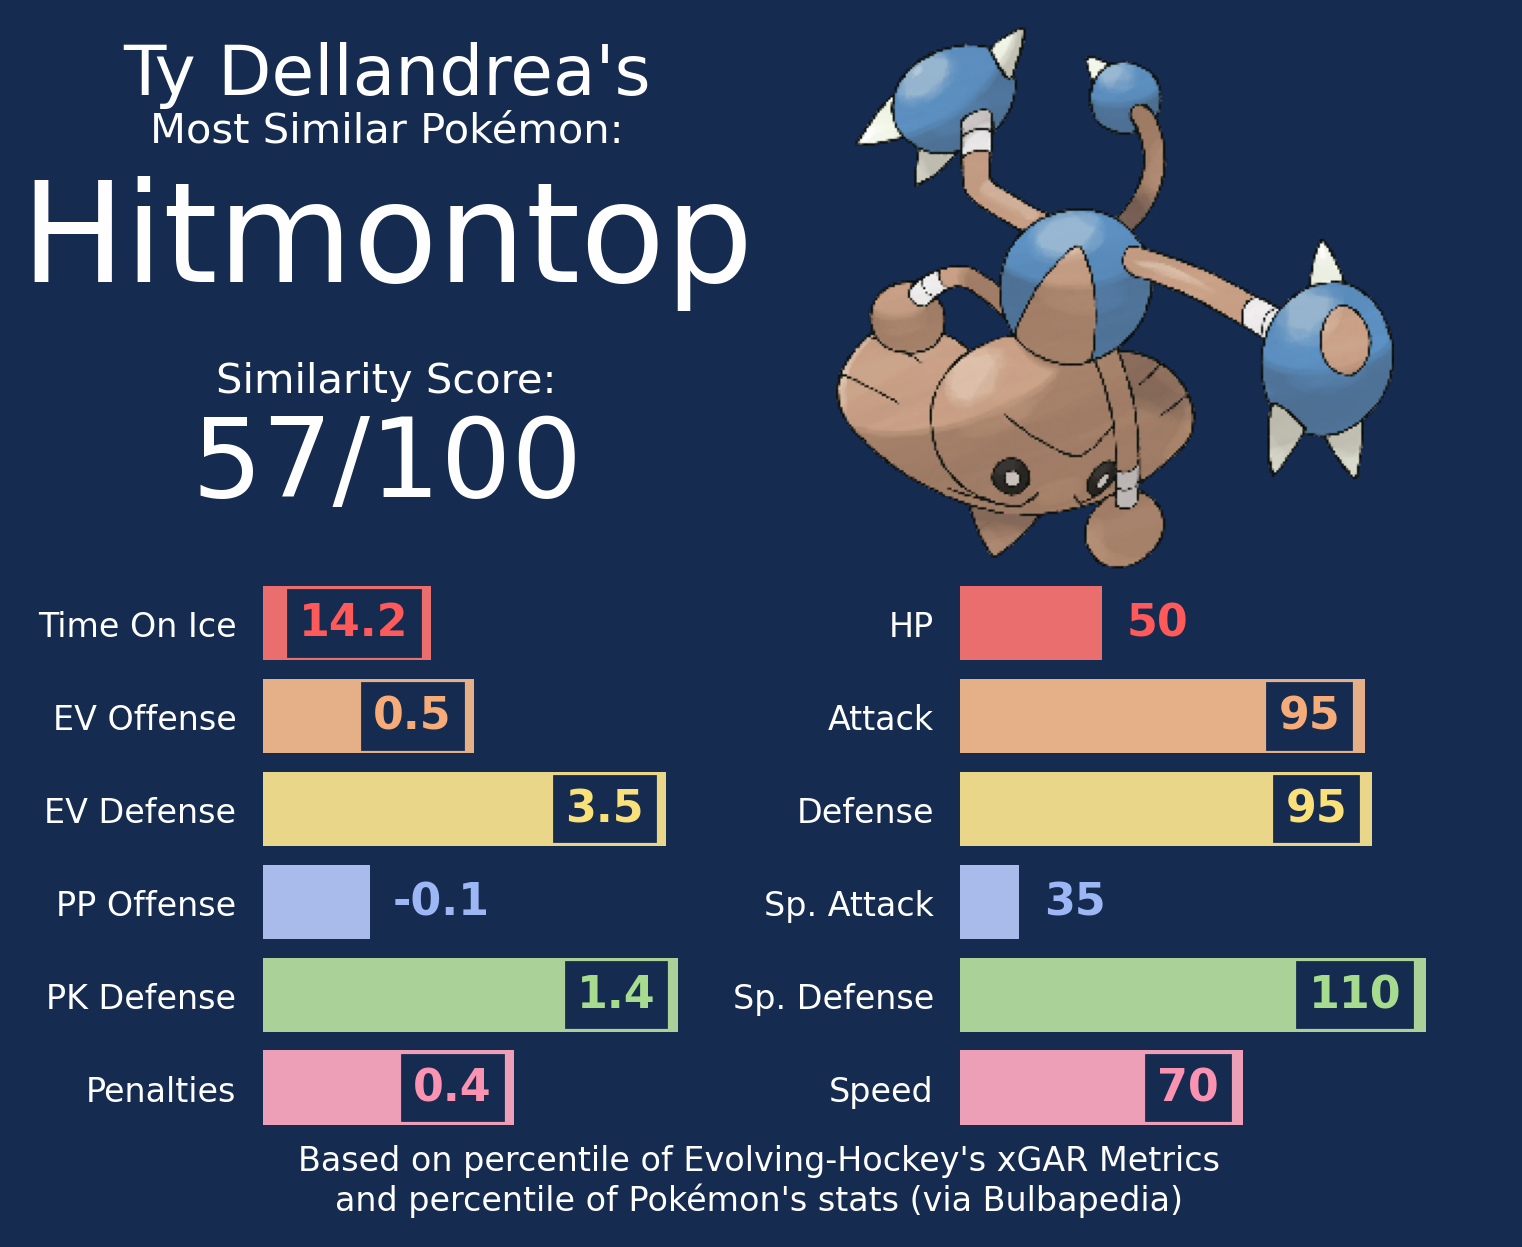 Ty Dellandrea's
Most Similar Pokémon:
Hitmontop
Similarity Score:
57/100
Time On Ice 14.2
EV Offense 0.5
EV Defense 3.5
PP Offense -0.1
PK Defense 1.4
Penalties 0.4
HP 50
Attack 95
Defense 95
Sp. Attack 35
Sp. Defense 110
Speed 70
Based on percentile of Evolving-Hockey's xGAR Metrics
and percentile of Pokémon's stats (via Bulbapedia)